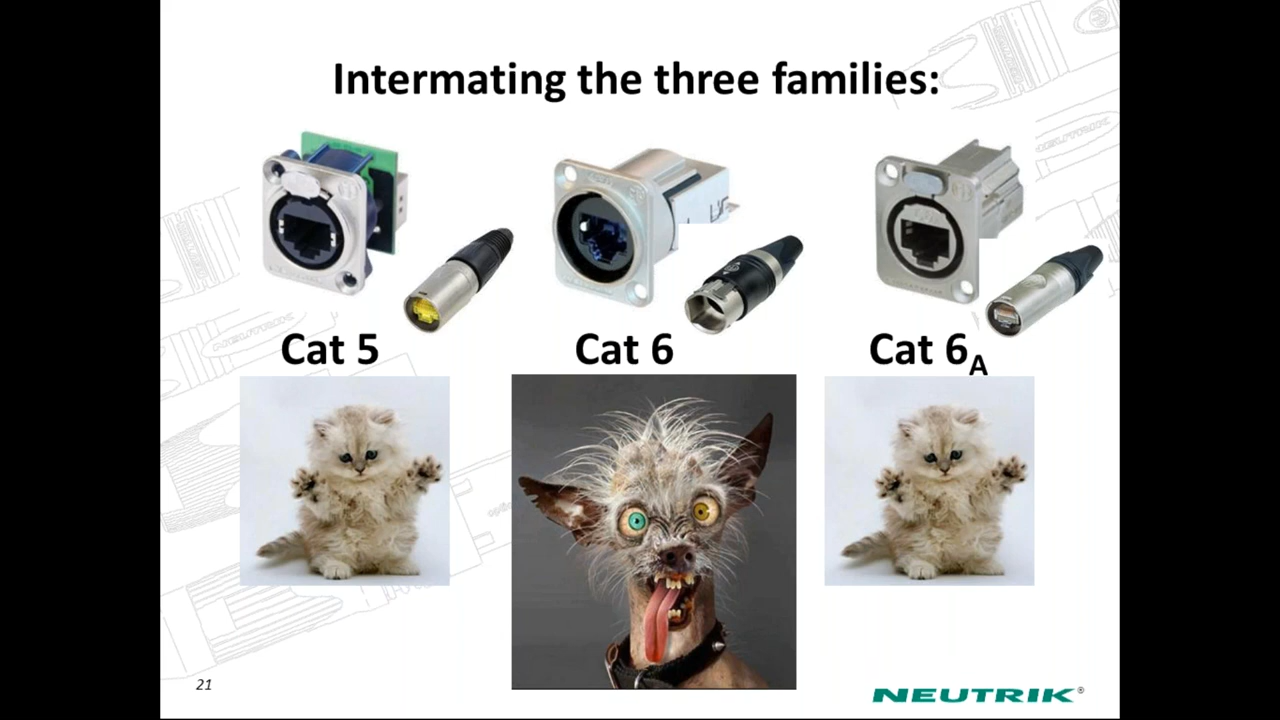 Intermating the three families:
Cat 5
Cat 6
Cat 6A
21
NEUTRIK®